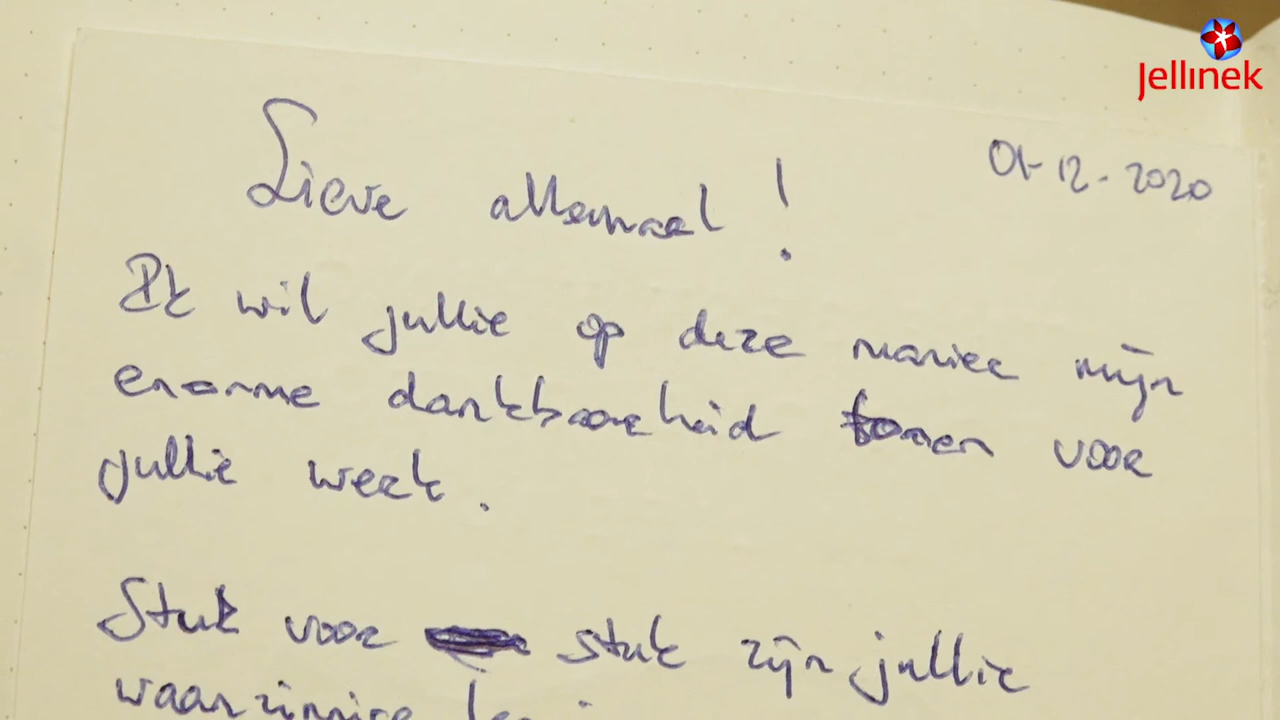 Jellinek
01-12-2020
Lieve allemaal!
Ik wil jullie op deze manier mijn
enorme dankbaarheid tonen voor
jullie werk.
Stuk voor stuk zijn jullie
waanzinnige